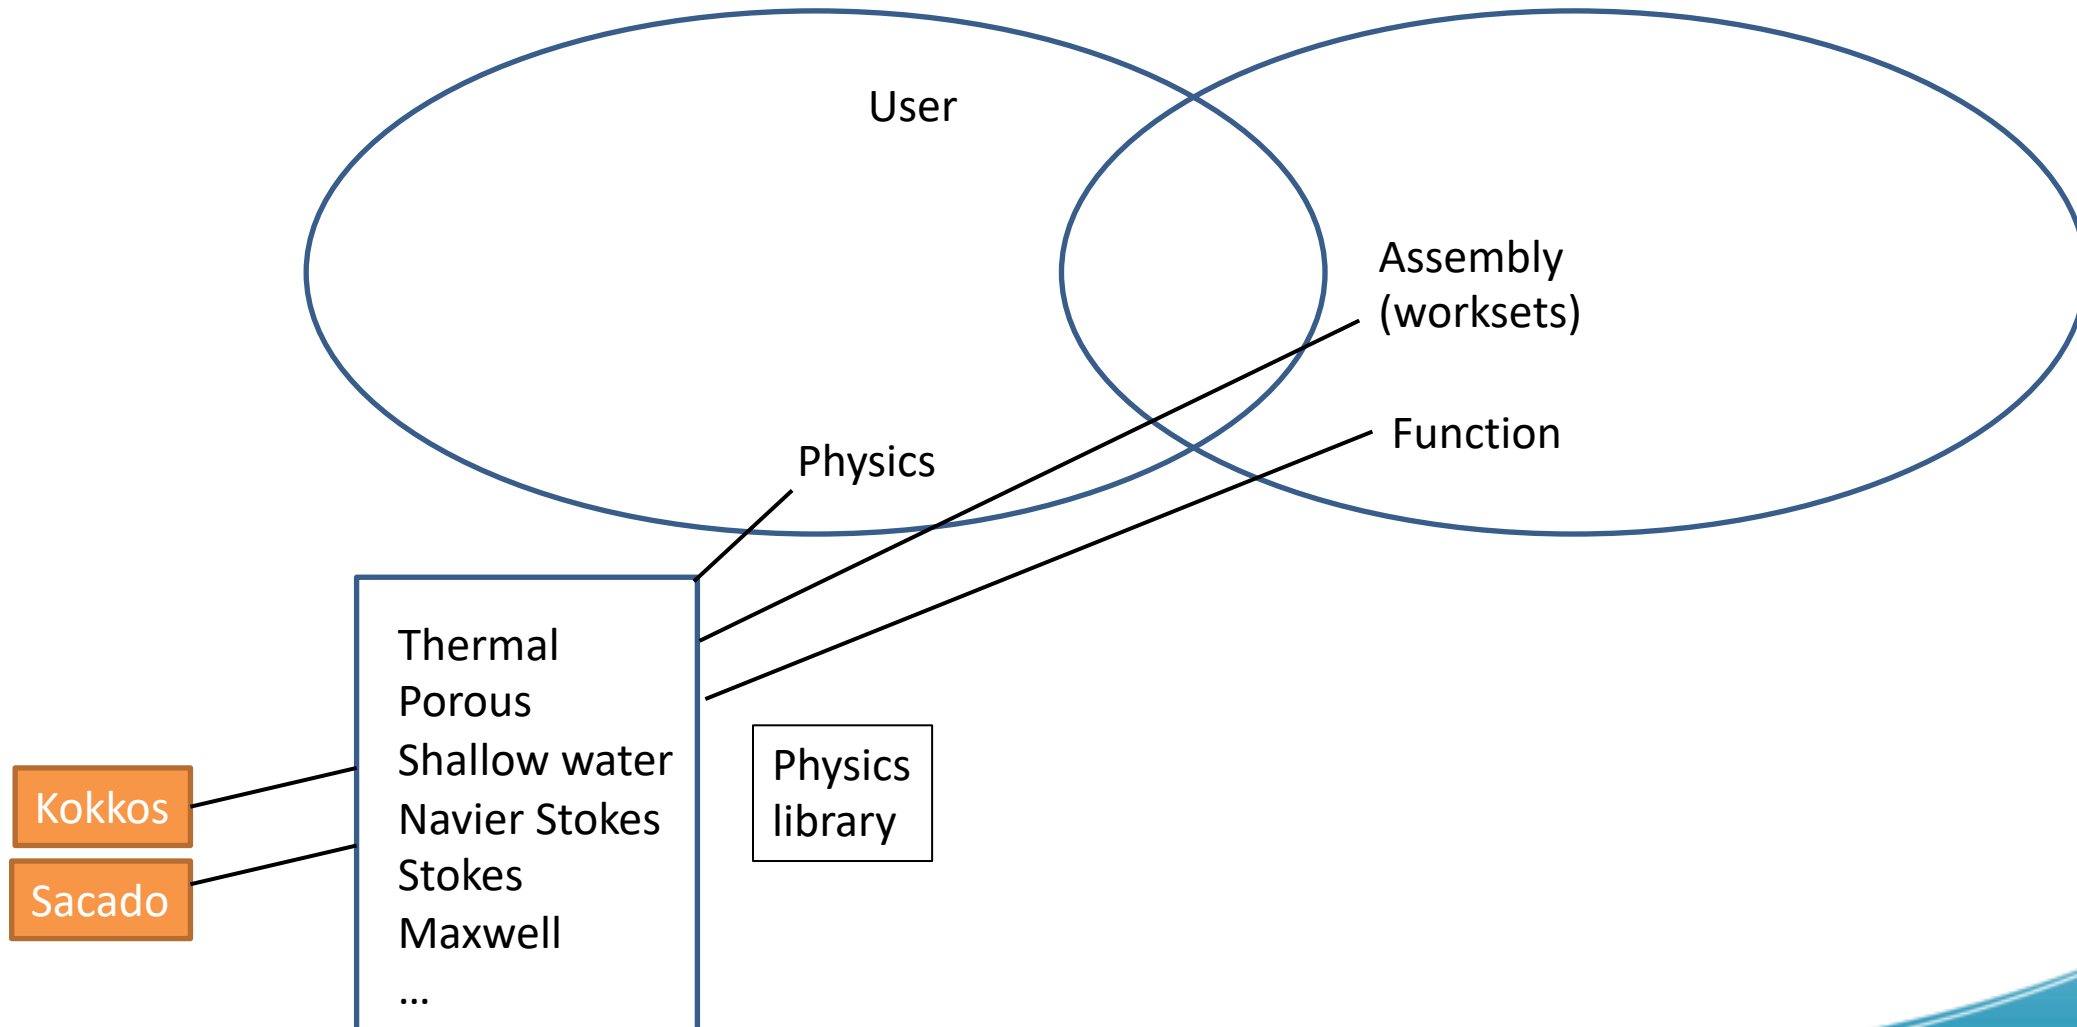 User
Assembly
(worksets)
Function
Physics
Thermal
Porous
Shallow water
Navier Stokes
Stokes
Maxwell
...
Physics
library
Kokkos
Sacado